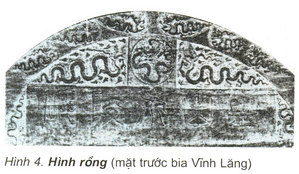 Hình 4. Hình rồng (mặt trước bia Vĩnh Lăng)